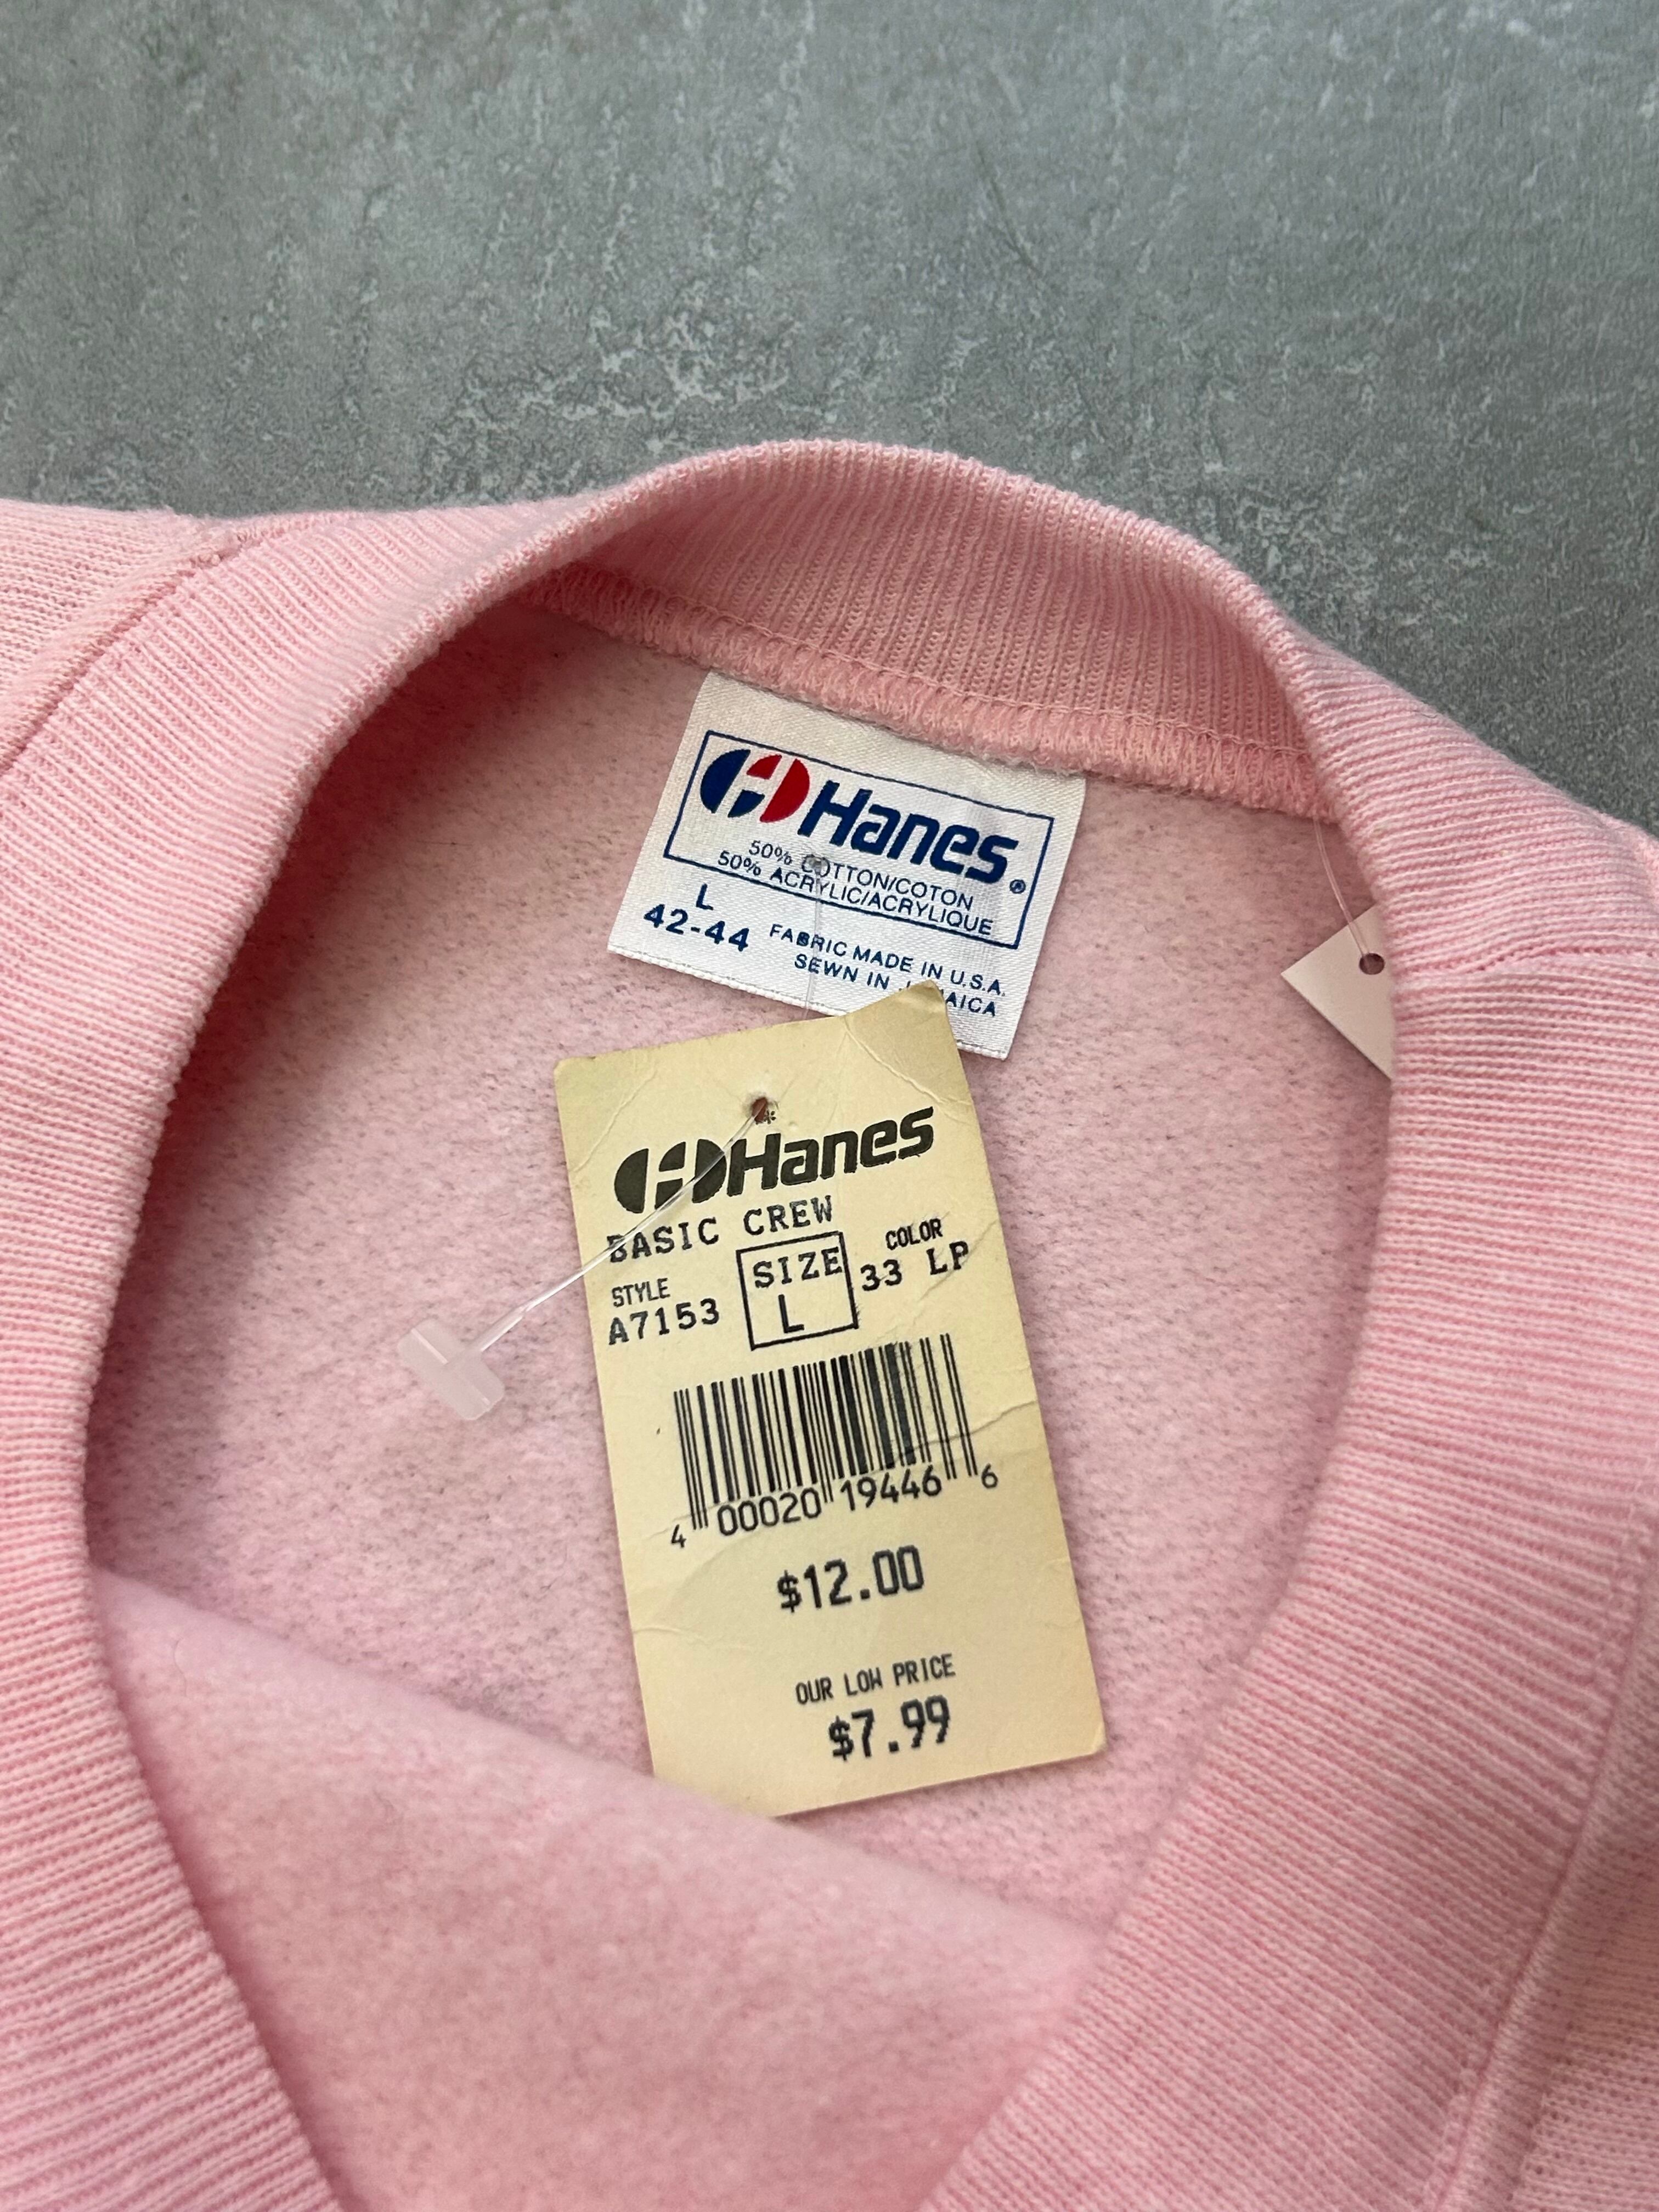 Hanes®
50% COTTON/COTON
50% ACRYLIC/ACRYLIQUE
L
42-44
FABRIC MADE IN U.S.A.
SEWN IN JAMAICA
Hanes
BASIC CREW
STYLE
A7153
SIZE
L
COLOR
33 LP
4 00020 19446 6
$12.00
OUR LOW PRICE
$7.99